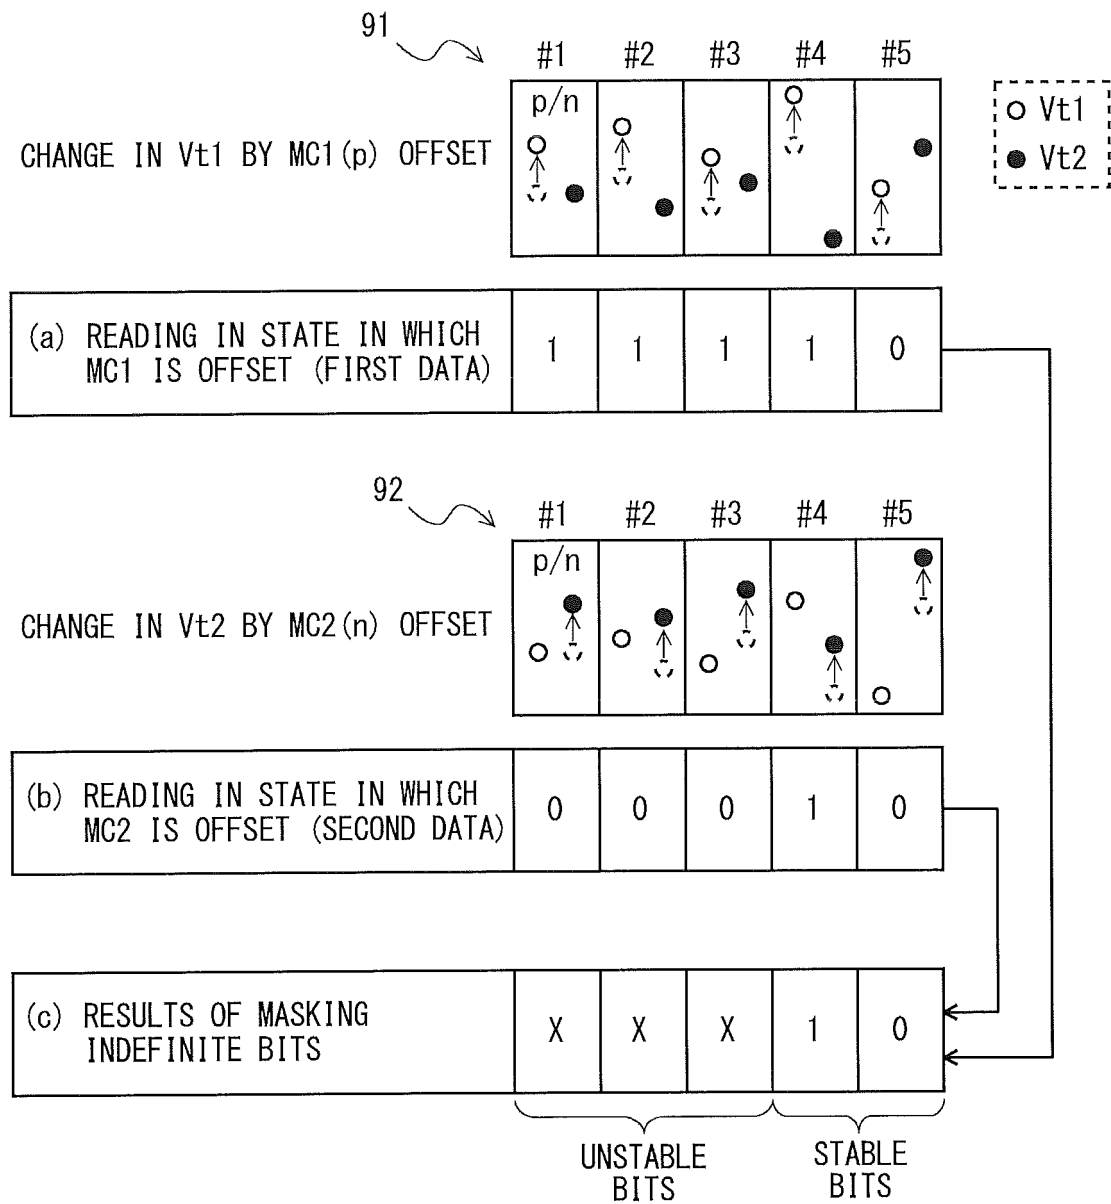 91
#1 #2 #3 #4 #5
p/n
CHANGE IN Vt1 BY MC1(p) OFFSET
Vt1
Vt2
(a) READING IN STATE IN WHICH
MC1 IS OFFSET (FIRST DATA)
1 1 1 1 0
92
#1 #2 #3 #4 #5
p/n
CHANGE IN Vt2 BY MC2(n) OFFSET
(b) READING IN STATE IN WHICH
MC2 IS OFFSET (SECOND DATA)
0 0 0 1 0
(c) RESULTS OF MASKING
INDEFINITE BITS
X X X 1 0
UNSTABLE
BITS
STABLE
BITS